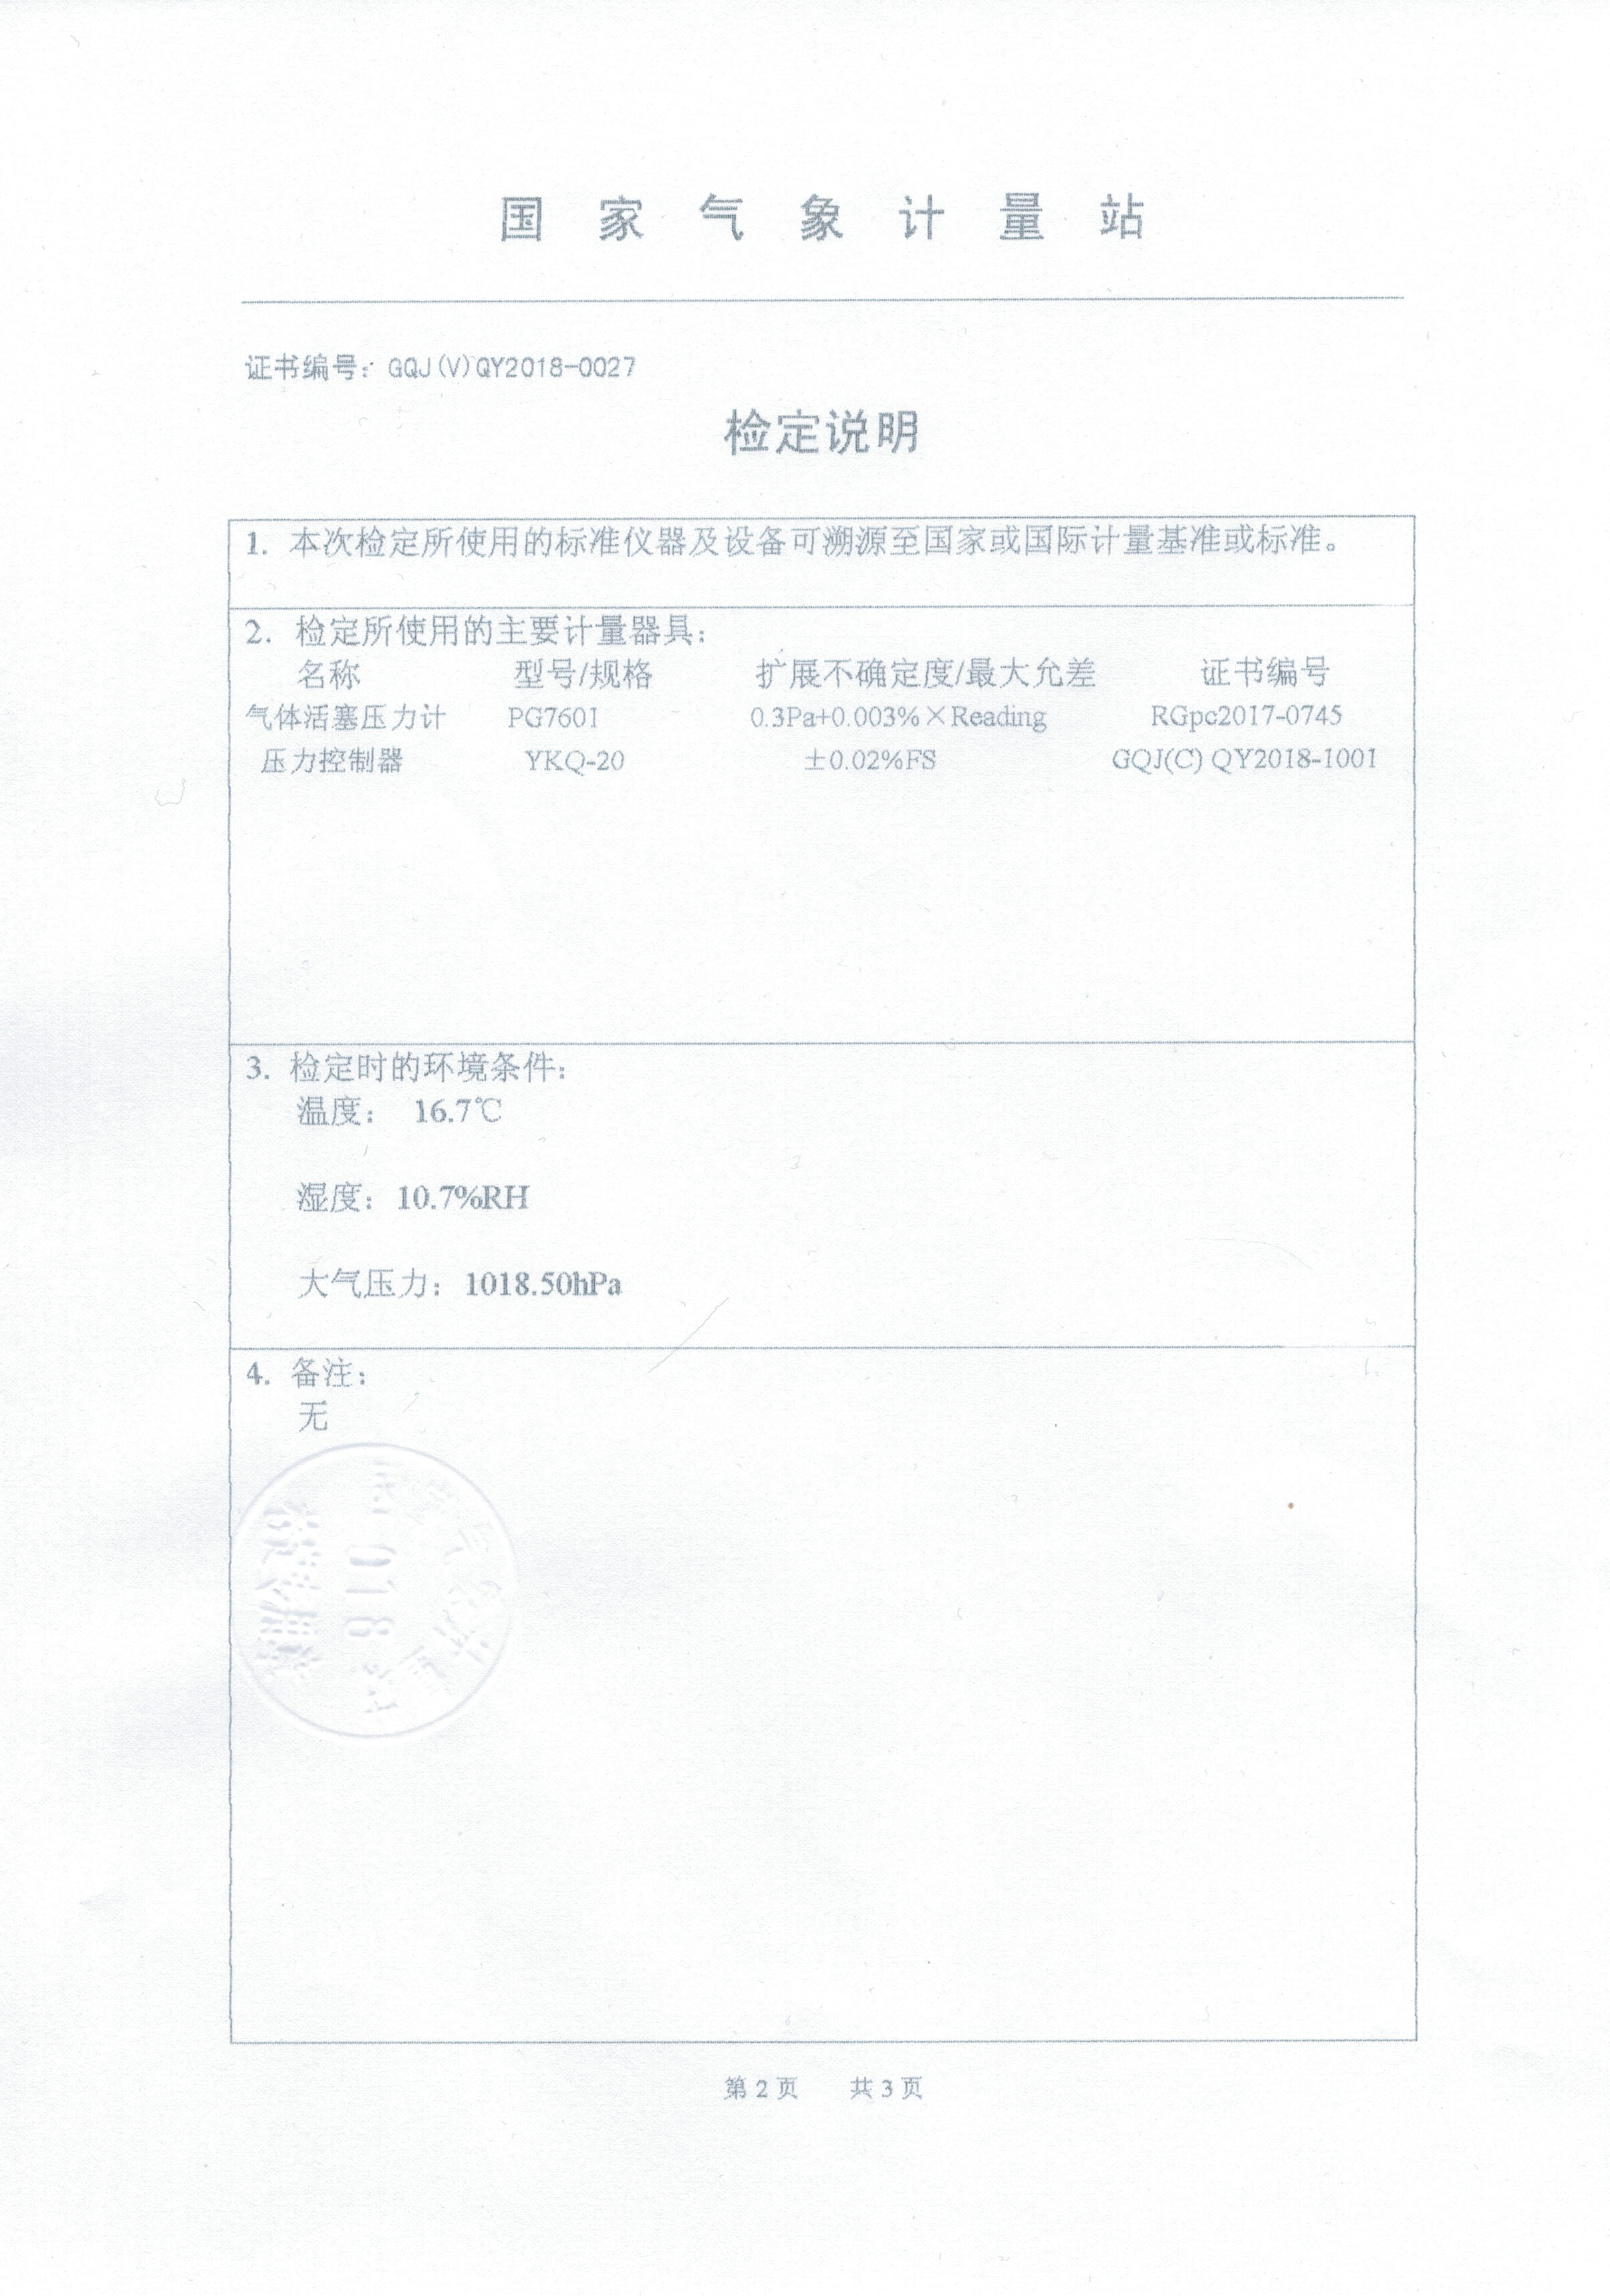 国家气象计量站
证书编号：GQJ(V)QY2018-0027
检定说明
1. 本次检定所使用的标准仪器及设备可溯源至国家或国际计量基准或标准。
2. 检定所使用的主要计量器具：
名称 型号/规格 扩展不确定度/最大允差 证书编号
气体活塞压力计 PG7601 0.3Pa+0.003%×Reading RGpc2017-0745
压力控制器 YKQ-20 ±0.02%FS GQJ(C) QY2018-1001
3. 检定时的环境条件：
温度： 16.7℃
湿度：10.7%RH
大气压力：1018.50hPa
4. 备注：
无
第 2 页 共 3 页